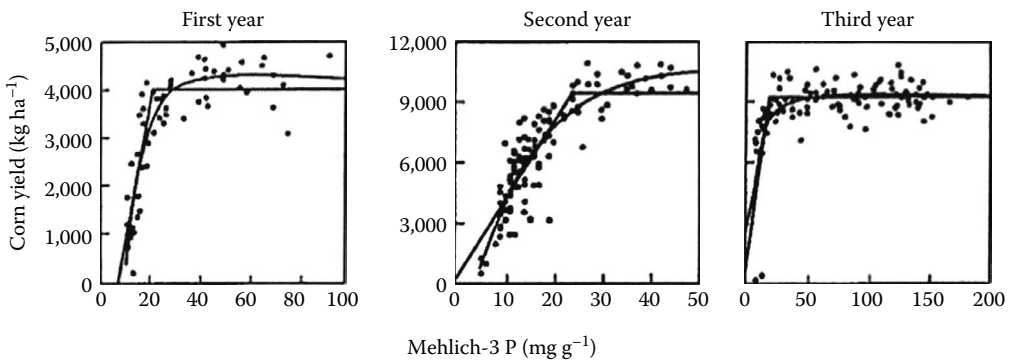 First year
Second year
Third year
Corn yield (kg ha⁻¹)
5,000
4,000
3,000
2,000
1,000
0
0 20 40 60 80 100
12,000
9,000
6,000
3,000
0
0 10 20 30 40 50
0
0 50 100 150 200
Mehlich-3 P (mg g⁻¹)